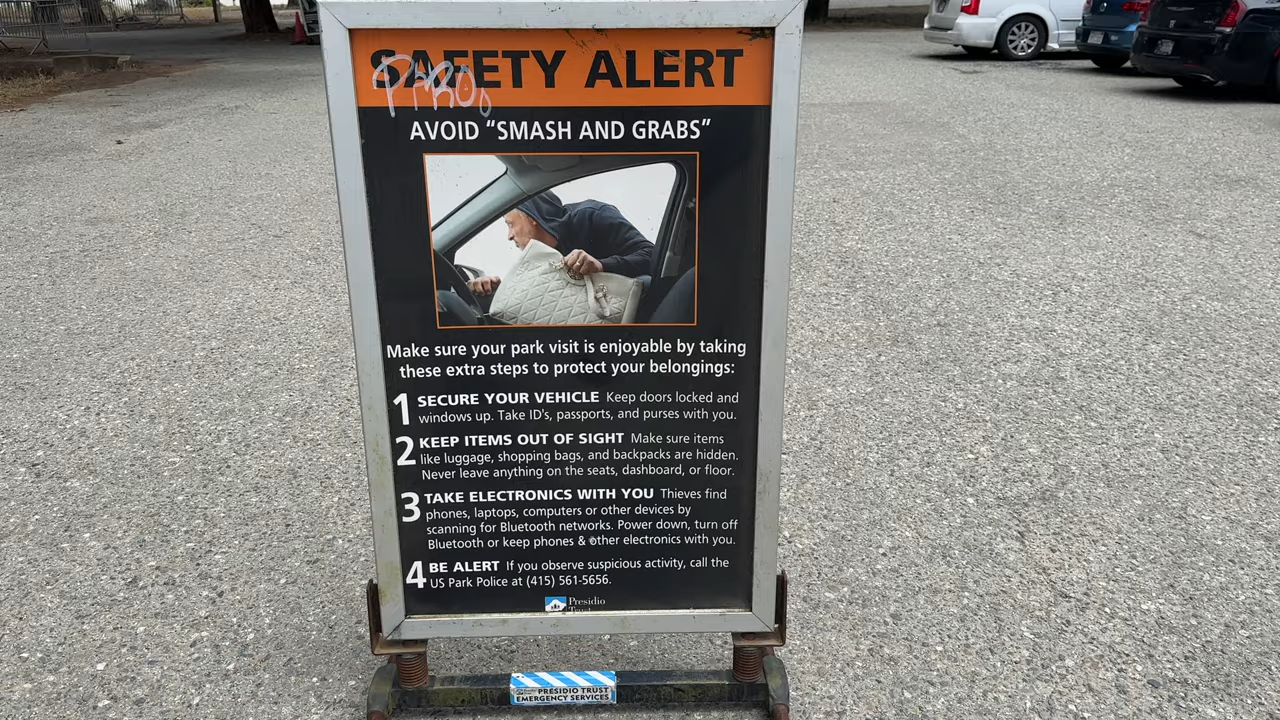 SAFETY ALERT
AVOID "SMASH AND GRABS"
Make sure your park visit is enjoyable by taking
these extra steps to protect your belongings:
1 SECURE YOUR VEHICLE Keep doors locked and
windows up. Take ID's, passports, and purses with you.
2 KEEP ITEMS OUT OF SIGHT Make sure items
like luggage, shopping bags, and backpacks are hidden.
Never leave anything on the seats, dashboard, or floor.
3 TAKE ELECTRONICS WITH YOU Thieves find
phones, laptops, computers or other devices by
scanning for Bluetooth networks. Power down, turn off
Bluetooth or keep phones & other electronics with you.
4 BE ALERT If you observe suspicious activity, call the
US Park Police at (415) 561-5656.
Presidio
Trust
PRESIDIO TRUST
EMERGENCY SERVICES